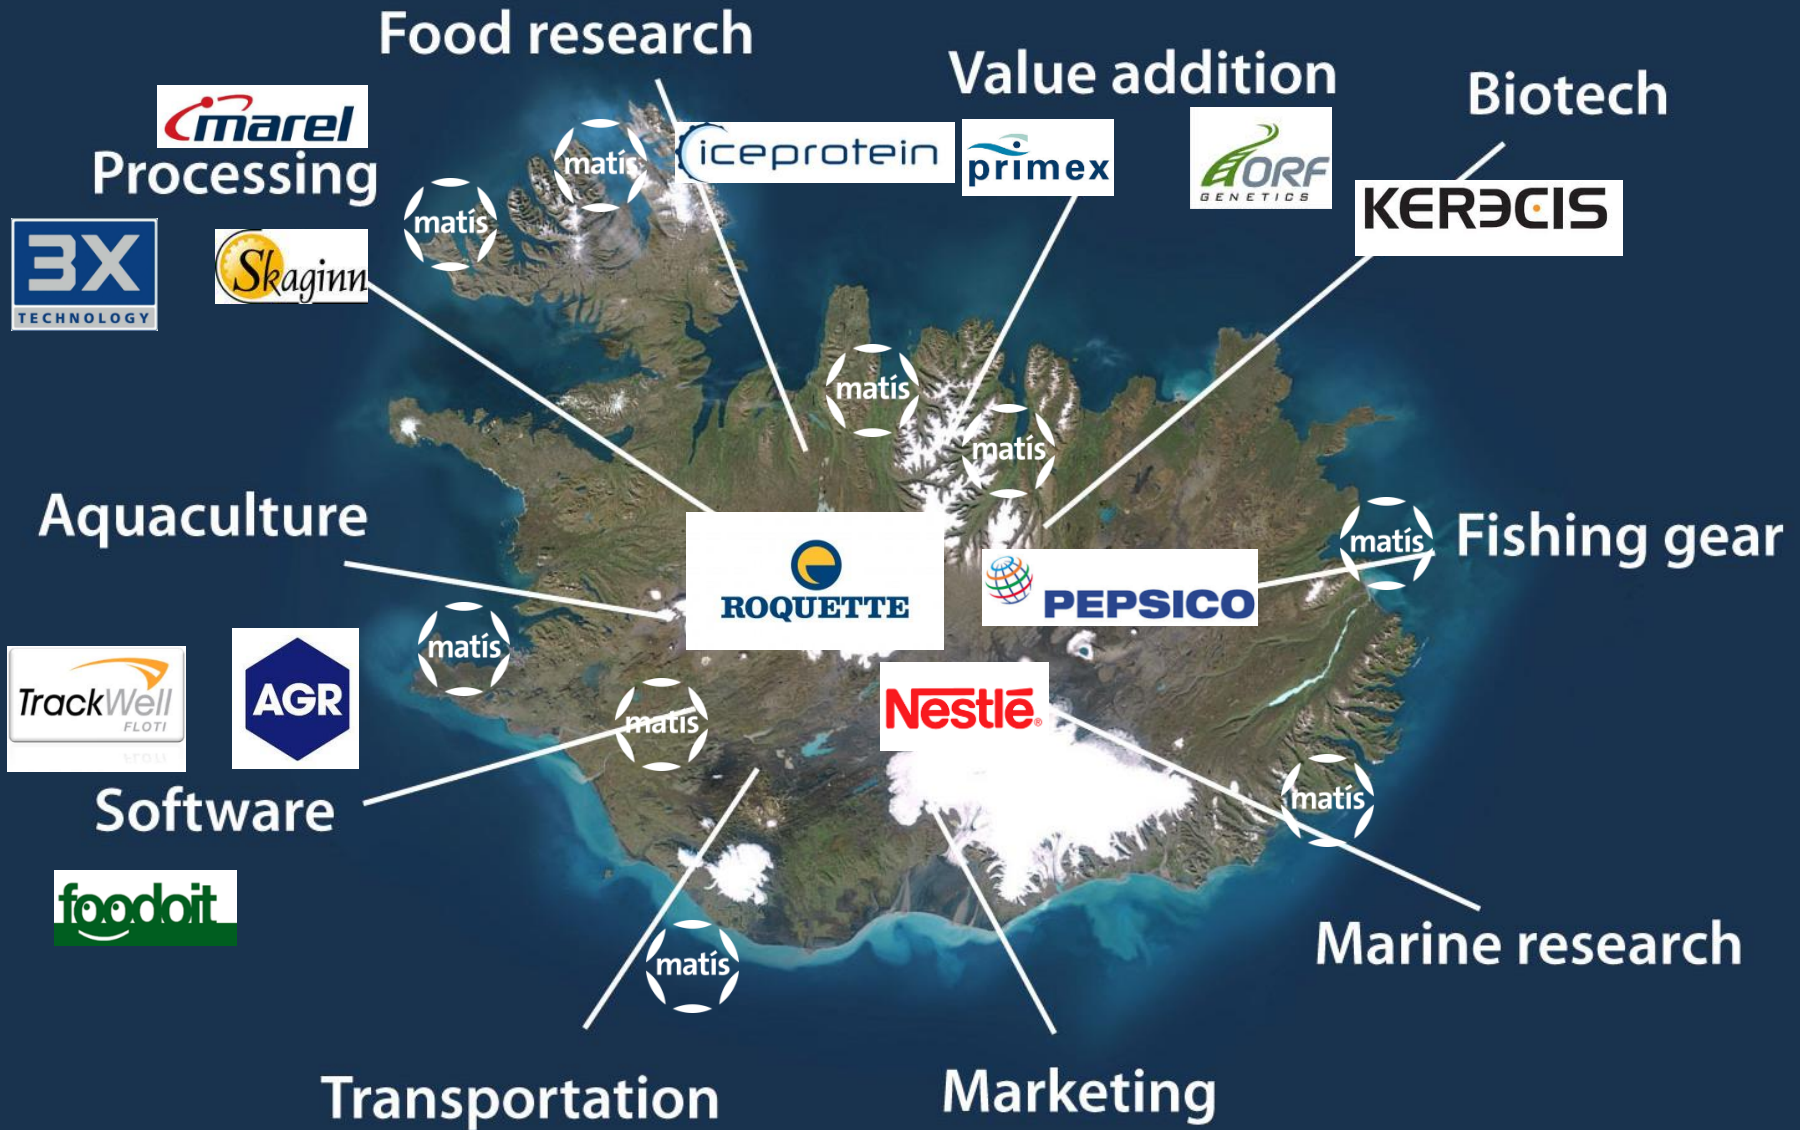 Food research
Value addition
Biotech
marel
Processing
matís
matís
iceprotein
primex
ORF
GENETICS
KERECIS
3X
TECHNOLOGY
Skaginn
matís
matís
Aquaculture
ROQUETTE
PEPSICO
matís
Fishing gear
TrackWell
FLOTI
AGR
matís
matís
Nestlé®
matís
Software
foodoit
matís
Marine research
Transportation
Marketing